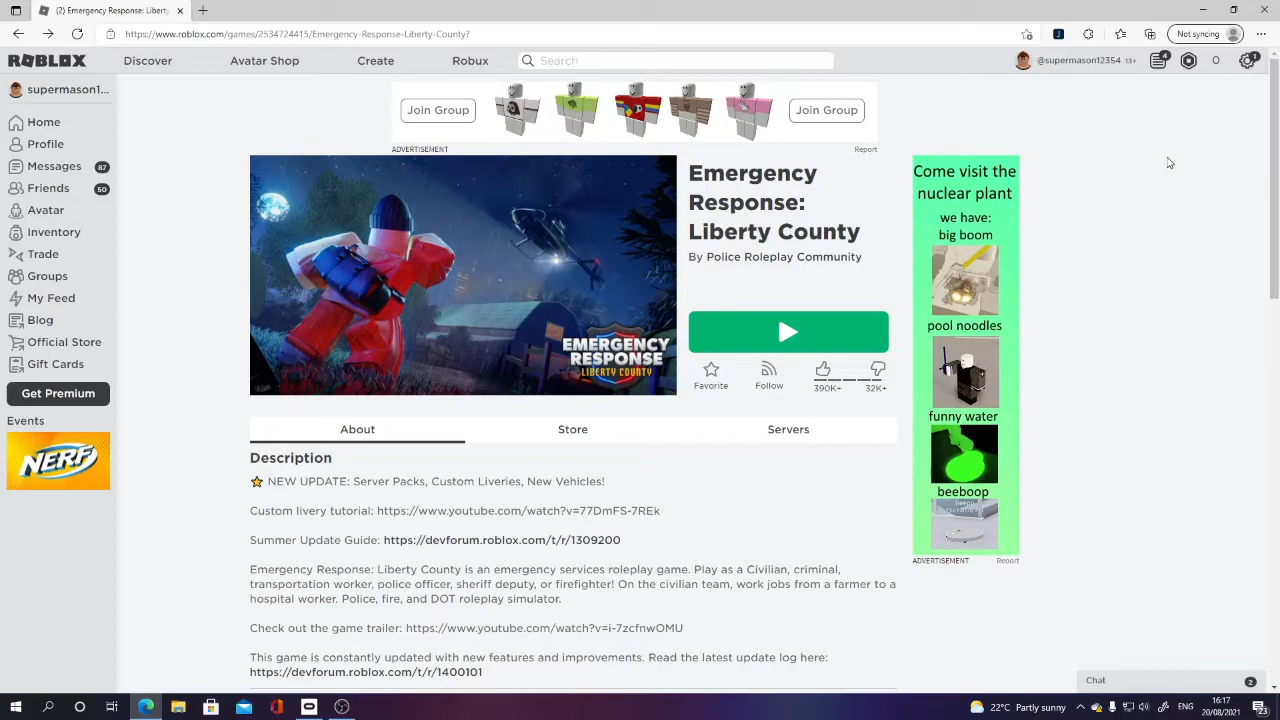 Emergency Response: Libert
https://www.roblox.com/games/2534724415/Emergency-Response-Liberty-County?
Not syncing
ROBLOX
Discover
Avatar Shop
Create
Robux
Search
@supermason12354 13+
4
0
1
supermason1...
Home
Profile
Messages 87
Friends 50
Avatar
Inventory
Trade
Groups
My Feed
Blog
Official Store
Gift Cards
Get Premium
Events
NERF
Join Group
Join Group
ADVERTISEMENT
Report
EMERGENCY
RESPONSE
LIBERTY COUNTY
Emergency
Response:
Liberty County
By Police Roleplay Community
Favorite
Follow
390K+
32K+
About
Store
Servers
Description
NEW UPDATE: Server Packs, Custom Liveries, New Vehicles!
Custom livery tutorial: https://www.youtube.com/watch?v=77DmFS-7REk
Summer Update Guide: https://devforum.roblox.com/t/r/1309200
Emergency Response: Liberty County is an emergency services roleplay game. Play as a Civilian, criminal,
transportation worker, police officer, sheriff deputy, or firefighter! On the civilian team, work jobs from a farmer to a
hospital worker. Police, fire, and DOT roleplay simulator.
Check out the game trailer: https://www.youtube.com/watch?v=i-7zcfnwOMU
This game is constantly updated with new features and improvements. Read the latest update log here:
https://devforum.roblox.com/t/r/1400101
Come visit the
nuclear plant
we have:
big boom
pool noodles
funny water
beeboop
ADVERTISEMENT
Report
Chat
2
22°C Partly sunny
ENG
16:17
20/08/2021
23